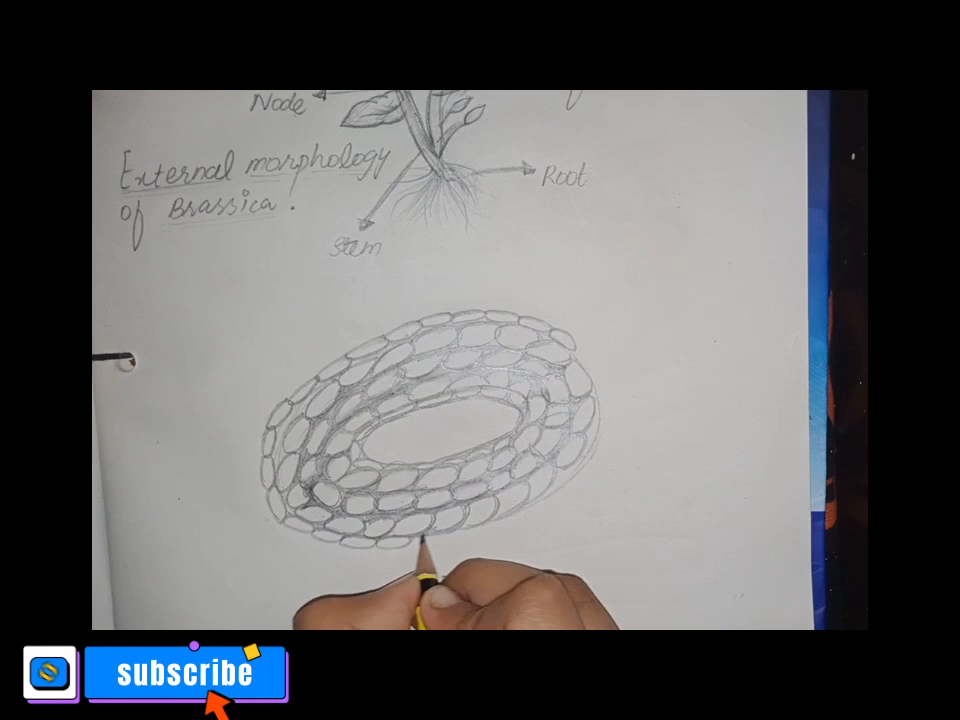 Node
External morphology
of Brassica.
Root
Stem
subscribe